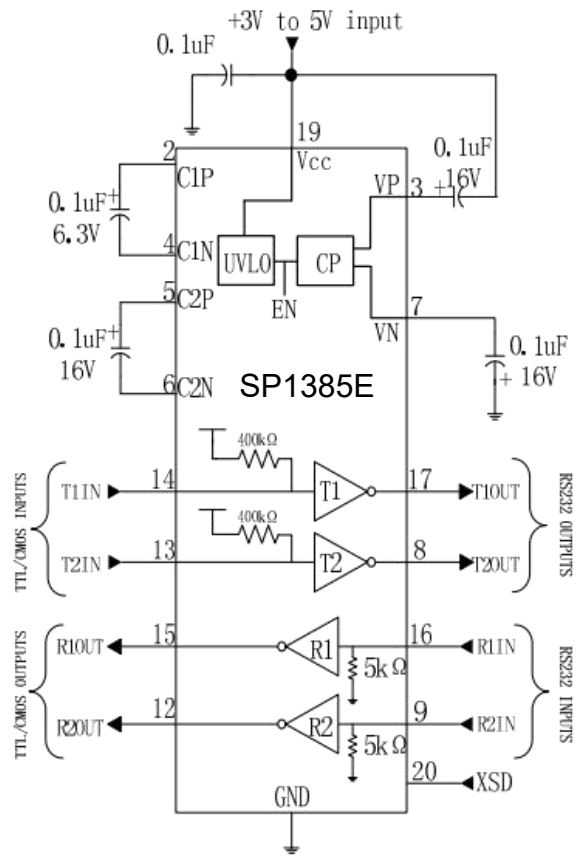 +3V to 5V input
0.1uF
19
Vcc
2
C1P
0.1uF+
6.3V
4
C1N
VP
3
0.1uF
+16V
UVLO
CP
EN
5
C2P
0.1uF+
16V
6
C2N
7
VN
0.1uF
+ 16V
SP1385E
TTL/CMOS INPUTS
T1IN
14
400kΩ
T1
17
T1OUT
T2IN
13
400kΩ
T2
8
T2OUT
RS232 OUTPUTS
TTL/CMOS OUTPUTS
R1OUT
15
R1
5kΩ
16
R1IN
R2OUT
12
R2
5kΩ
9
R2IN
RS232 INPUTS
20
XSD
GND